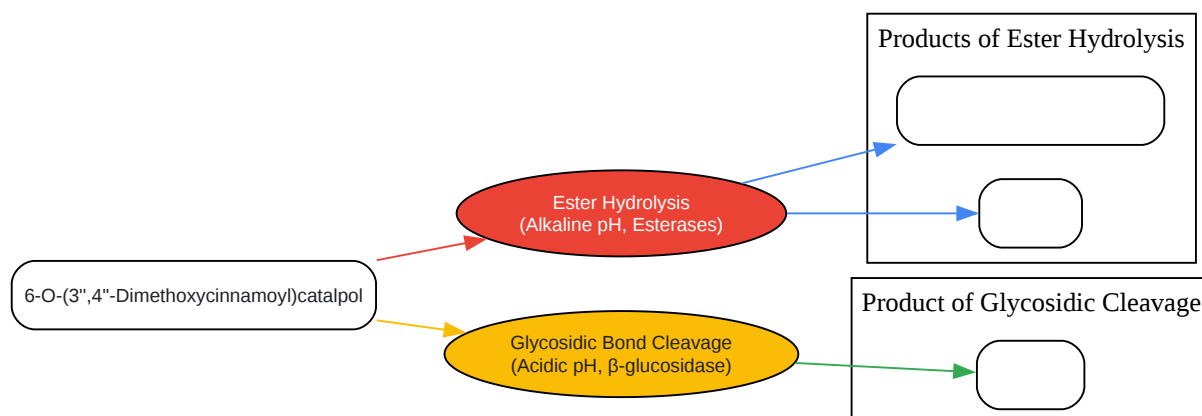 Products of Ester Hydrolysis
Ester Hydrolysis
(Alkaline pH, Esterases)
6-O-(3'',4''-Dimethoxycinnamoyl)catalpol
Product of Glycosidic Cleavage
Glycosidic Bond Cleavage
(Acidic pH, β-glucosidase)